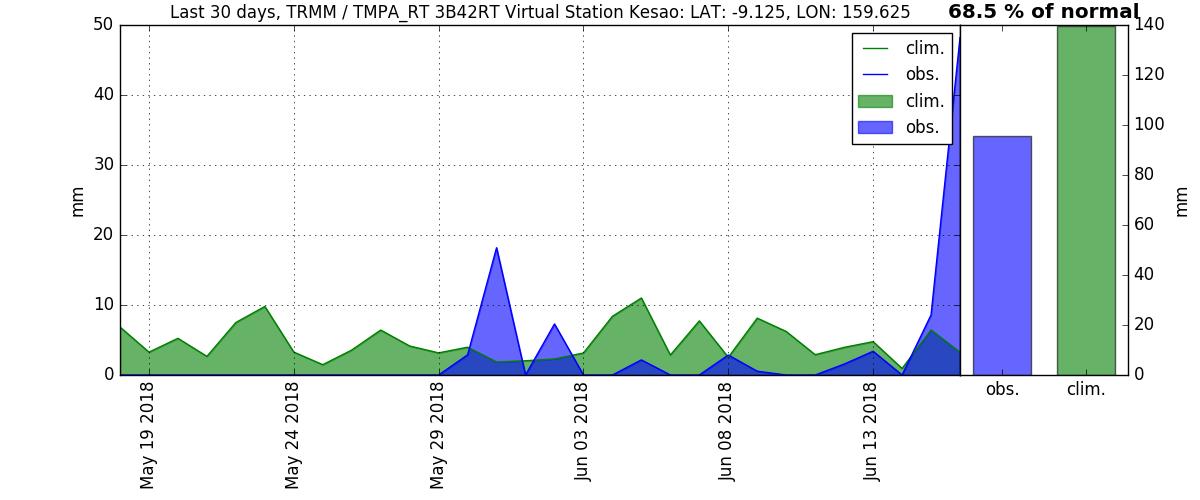 Last 30 days, TRMM / TMPA_RT 3B42RT Virtual Station Kesao: LAT: -9.125, LON: 159.625
68.5 % of normal
50
40
30
20
10
0
mm
clim.
obs.
clim.
obs.
140
120
100
80
60
40
20
0
mm
May 19 2018
May 24 2018
May 29 2018
Jun 03 2018
Jun 08 2018
Jun 13 2018
obs.
clim.